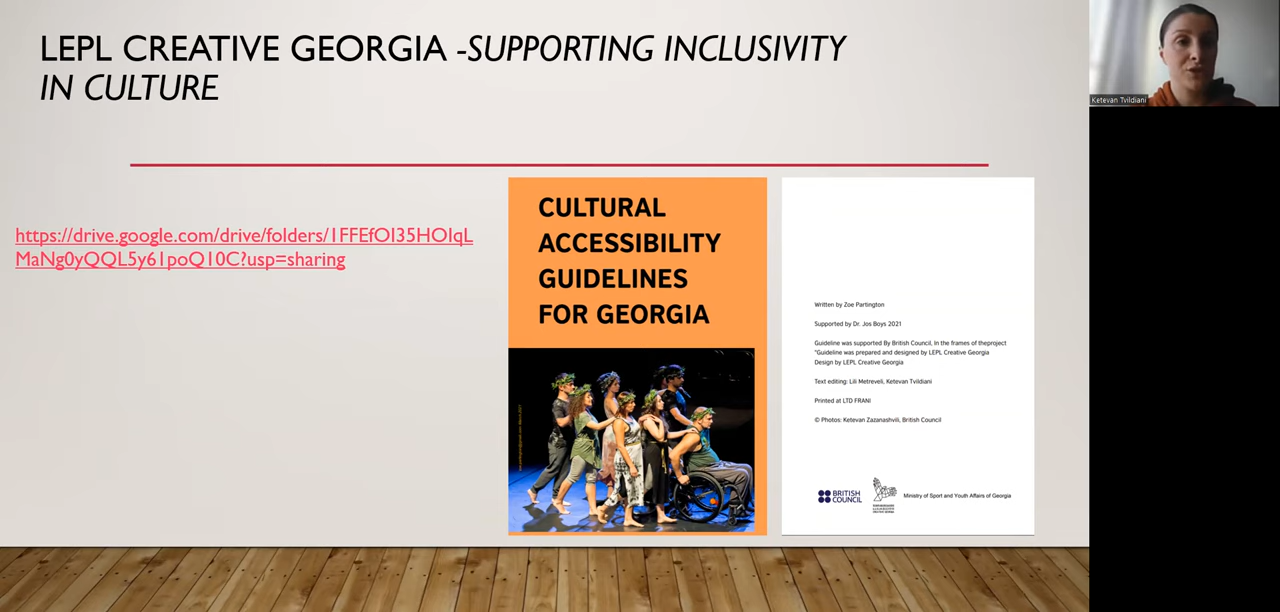 LEPL CREATIVE GEORGIA -SUPPORTING INCLUSIVITY
IN CULTURE
https://drive.google.com/drive/folders/1FFEfOl35HOIqL
MaNg0yQQL5y61poQ10C?usp=sharing
CULTURAL
ACCESSIBILITY
GUIDELINES
FOR GEORGIA
Written by Zoe Partington
Supported by Dr. Jos Boys 2021
Guideline was supported By British Council, In the frames of theproject
"Guideline was prepared and designed by LEPL Creative Georgia
Design by LEPL Creative Georgia
Text editing: Lili Metreveli, Ketevan Tvildiani
Printed at LTD FRANI
© Photos: Ketevan Zazanashvili, British Council
BRITISH
COUNCIL
Ministry of Sport and Youth Affairs of Georgia
Ketevan Tvildiani